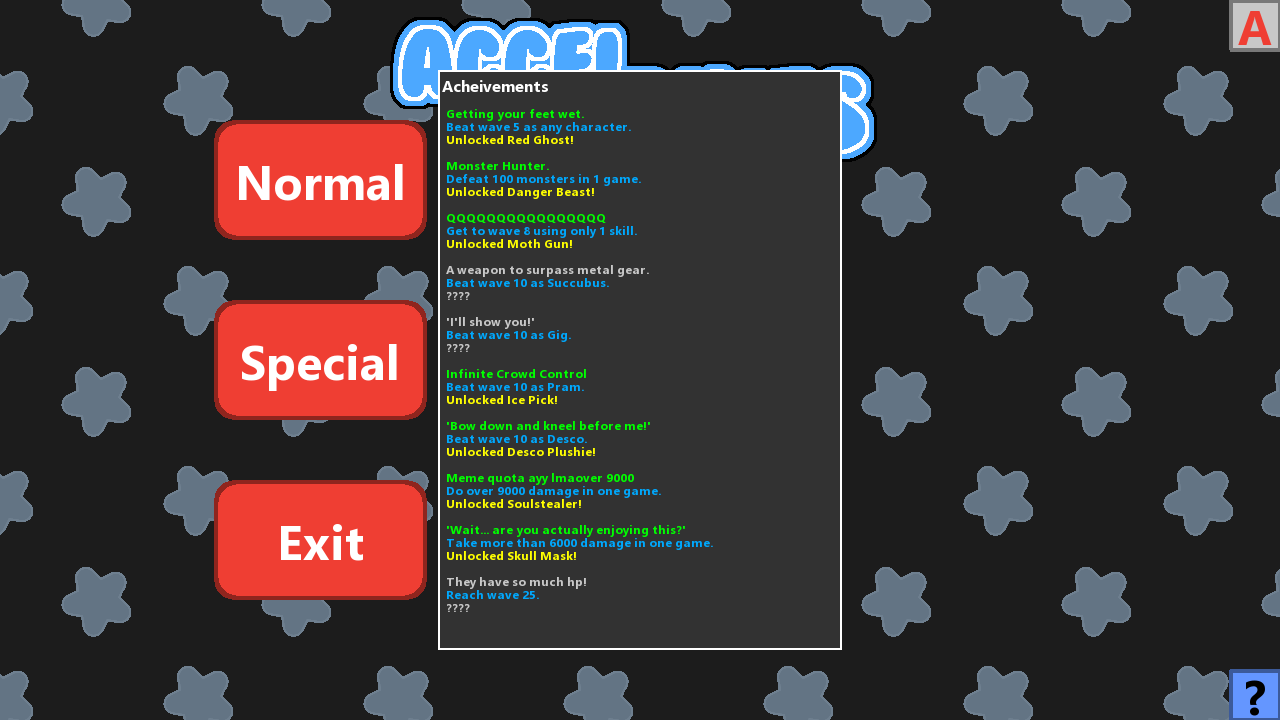 A
ACCEL
Acheivements
Getting your feet wet.
Beat wave 5 as any character.
Unlocked Red Ghost!
Monster Hunter.
Defeat 100 monsters in 1 game.
Unlocked Danger Beast!
QQQQQQQQQQQQQQQQ
Get to wave 8 using only 1 skill.
Unlocked Moth Gun!
A weapon to surpass metal gear.
Beat wave 10 as Succubus.
????
'I'll show you!'
Beat wave 10 as Gig.
????
Infinite Crowd Control
Beat wave 10 as Pram.
Unlocked Ice Pick!
'Bow down and kneel before me!'
Beat wave 10 as Desco.
Unlocked Desco Plushie!
Meme quota ayy lmaover 9000
Do over 9000 damage in one game.
Unlocked Soulstealer!
'Wait... are you actually enjoying this?'
Take more than 6000 damage in one game.
Unlocked Skull Mask!
They have so much hp!
Reach wave 25.
????
Normal
Special
Exit
?